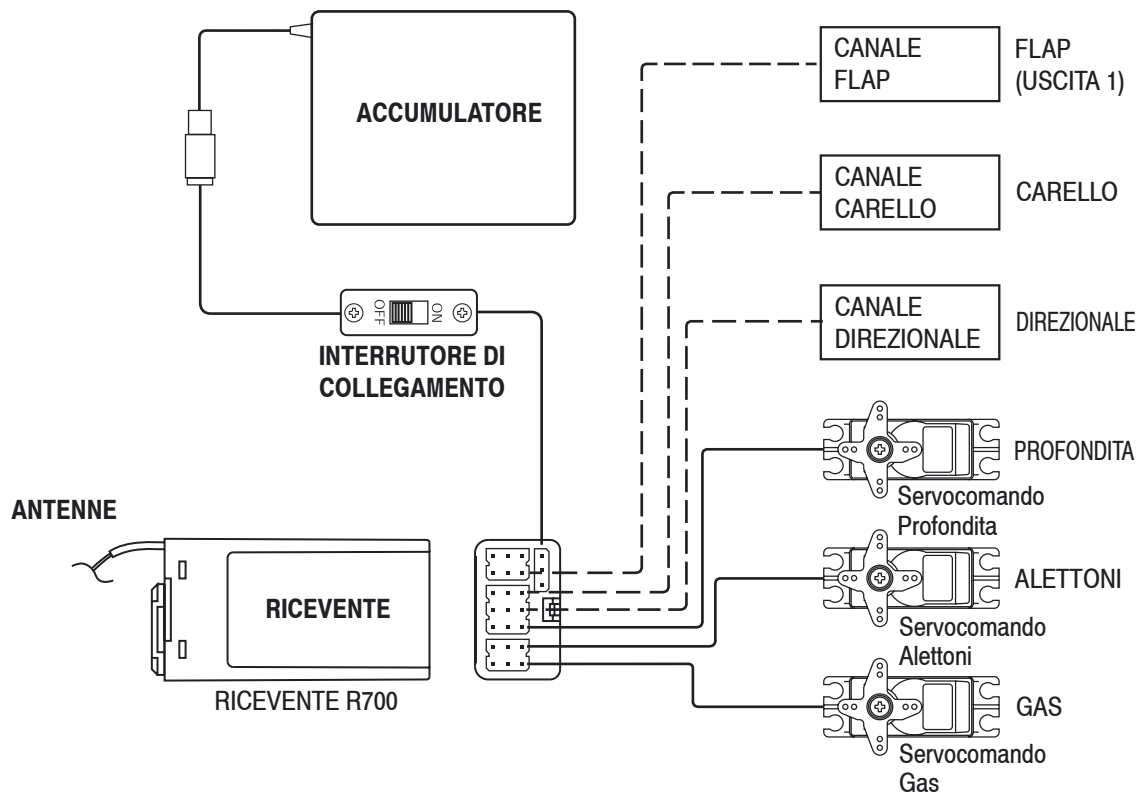 ACCUMULATORE
CANALE
FLAP
FLAP
(USCITA 1)
CANALE
CARELLO
CARELLO
CANALE
DIREZIONALE
DIREZIONALE
OFF
ON
INTERRUTORE DI
COLLEGAMENTO
PROFONDITA
Servocomando
Profondita
ANTENNE
RICEVENTE
RICEVENTE R700
ALETTONI
Servocomando
Alettoni
GAS
Servocomando
Gas